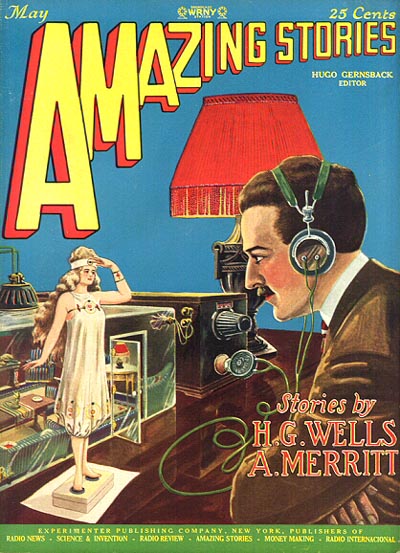 May
WRNY
25 Cents
AMAZING STORIES
HUGO GERNSBACK
EDITOR
Stories by
H.G. WELLS
A. MERRITT
EXPERIMENTER PUBLISHING COMPANY, NEW YORK, PUBLISHERS OF
RADIO NEWS - SCIENCE & INVENTION - RADIO REVIEW - AMAZING STORIES - MONEY MAKING - RADIO INTERNACIONAL